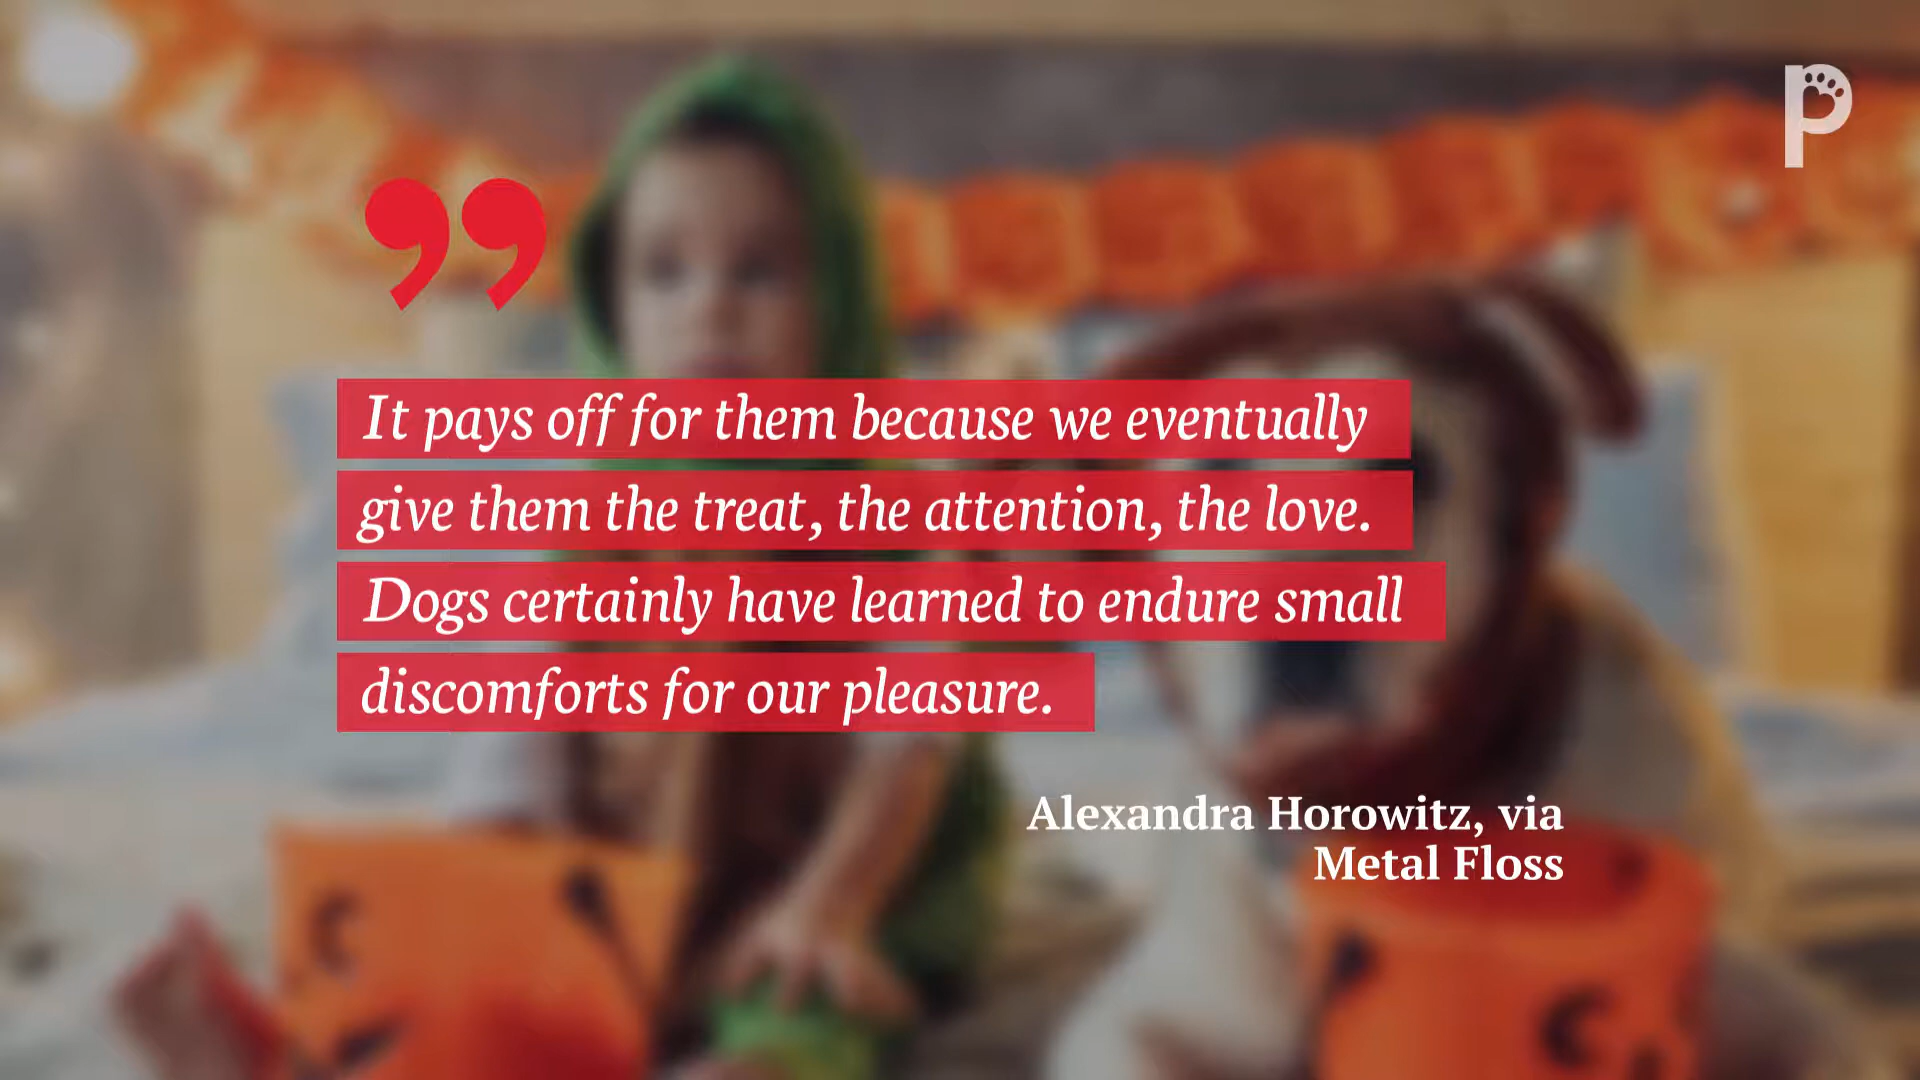 ”
It pays off for them because we eventually
give them the treat, the attention, the love.
Dogs certainly have learned to endure small
discomforts for our pleasure.
Alexandra Horowitz, via
Metal Floss
p